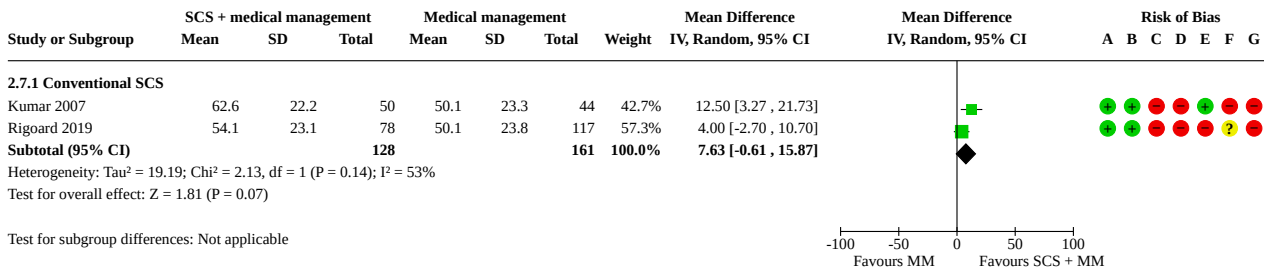 SCS + medical management Medical management Mean Difference Mean Difference Risk of Bias
Study or Subgroup Mean SD Total Mean SD Total Weight IV, Random, 95% CI IV, Random, 95% CI A B C D E F G
2.7.1 Conventional SCS
Kumar 2007 62.6 22.2 50 50.1 23.3 44 42.7% 12.50 [3.27 , 21.73] + + − − + − −
Rigoard 2019 54.1 23.1 78 50.1 23.8 117 57.3% 4.00 [-2.70 , 10.70] + + − − − ? −
Subtotal (95% CI) 128 161 100.0% 7.63 [-0.61 , 15.87]
Heterogeneity: Tau² = 19.19; Chi² = 2.13, df = 1 (P = 0.14); I² = 53%
Test for overall effect: Z = 1.81 (P = 0.07)
Test for subgroup differences: Not applicable
-100 -50 0 50 100
Favours MM Favours SCS + MM